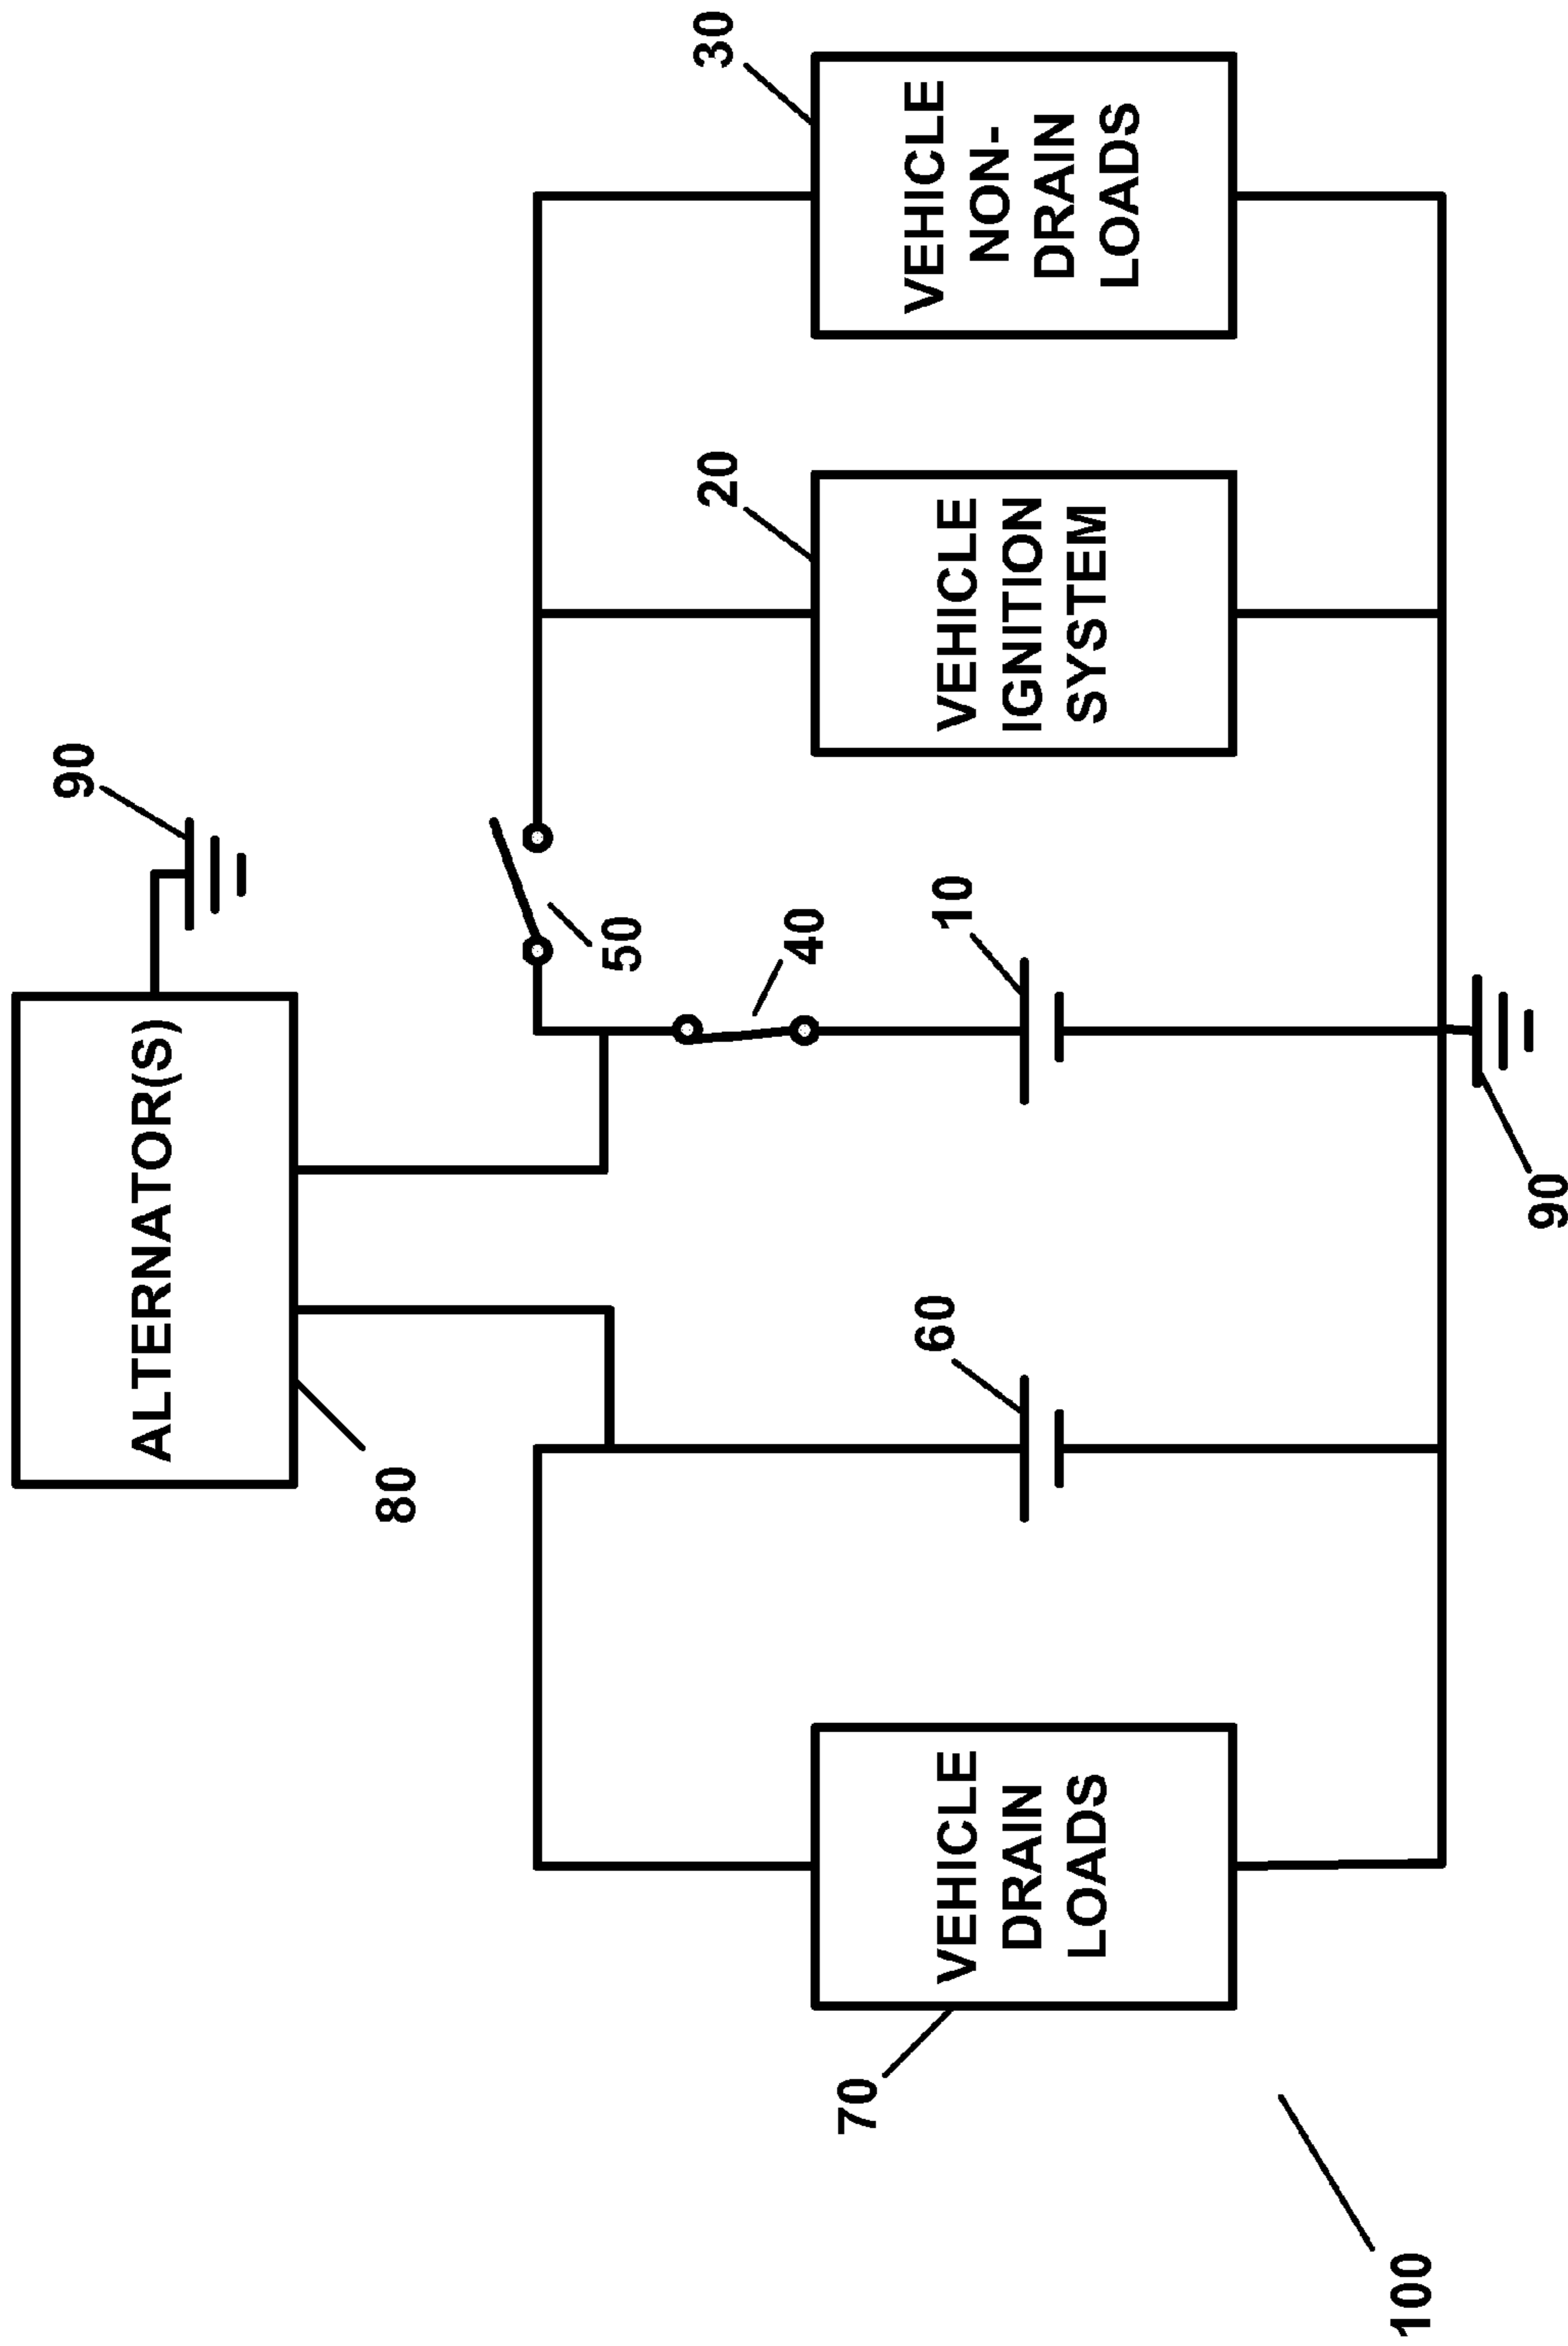 90
ALTERNATOR(S)
80
50
20
30
40
70
60
10
VEHICLE
DRAIN
LOADS
VEHICLE
IGNITION
SYSTEM
VEHICLE
NON-
DRAIN
LOADS
100
90